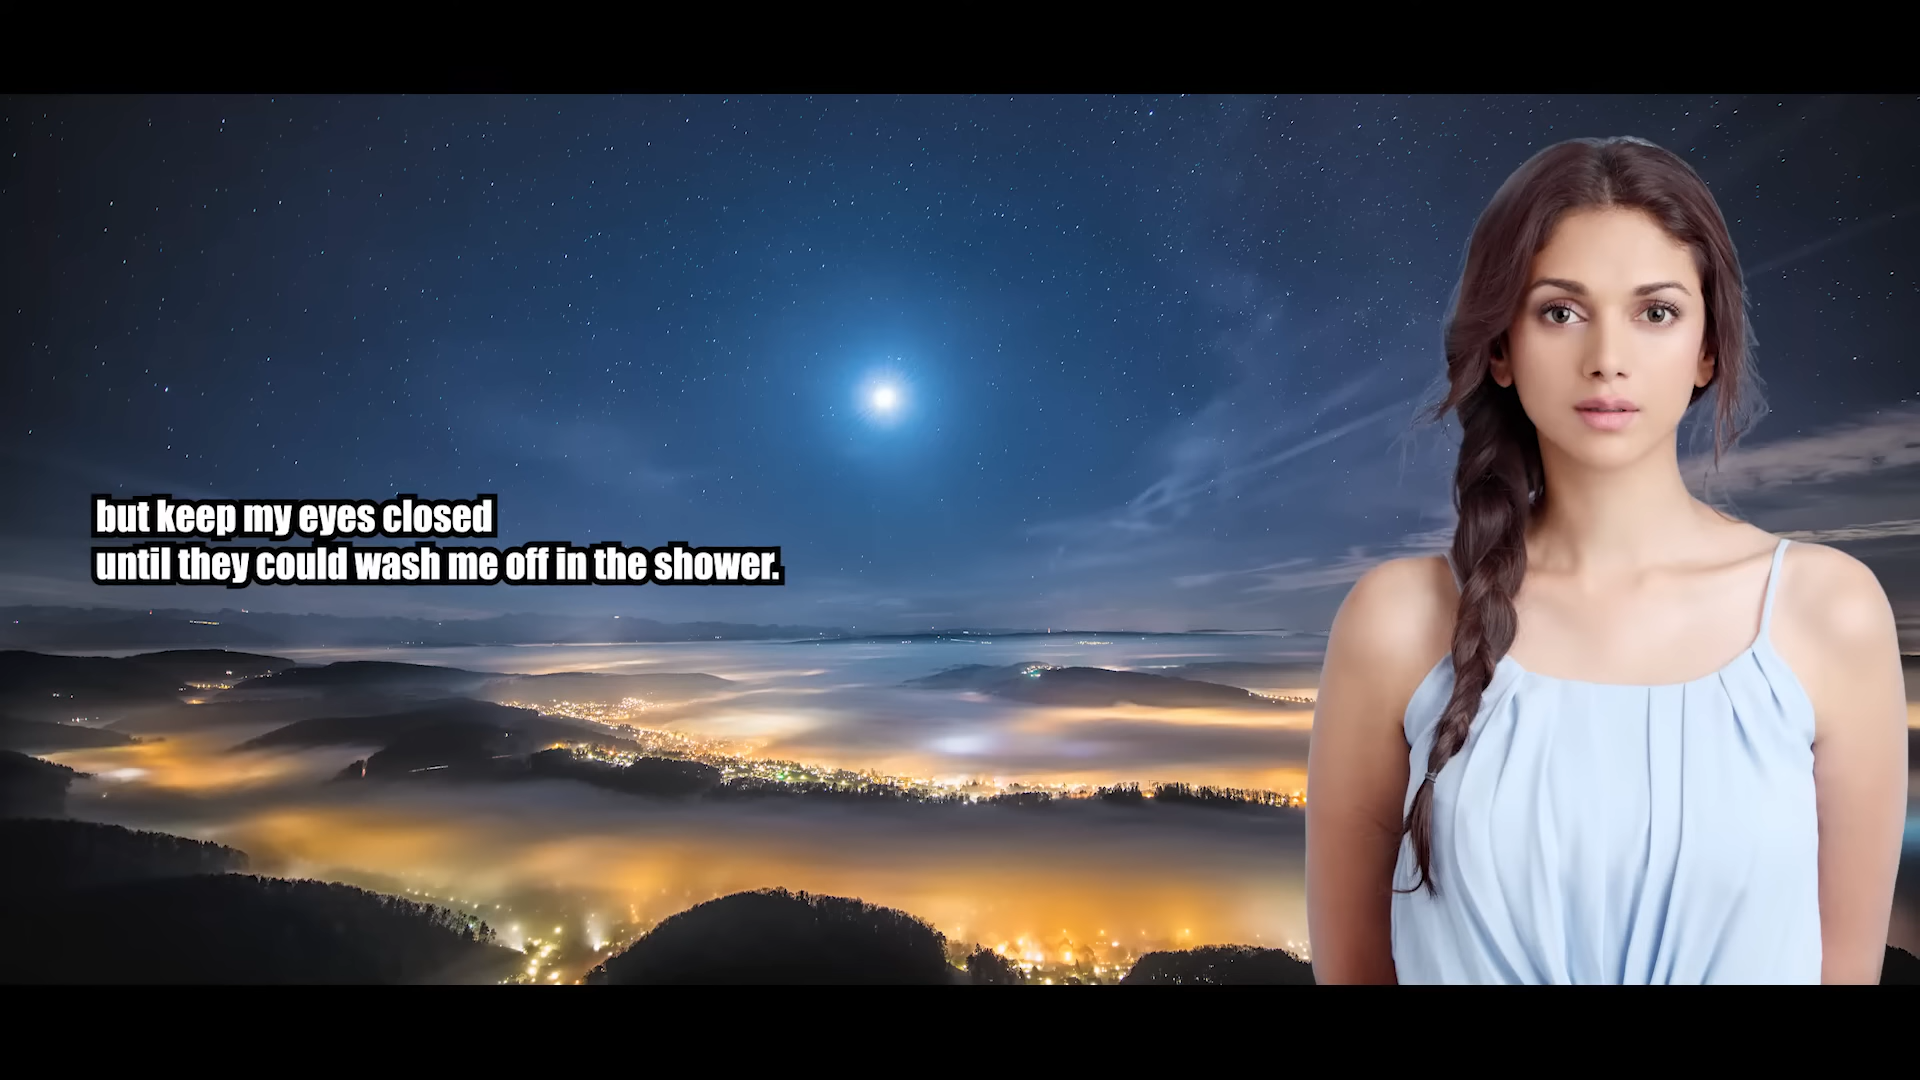 but keep my eyes closed
until they could wash me off in the shower.